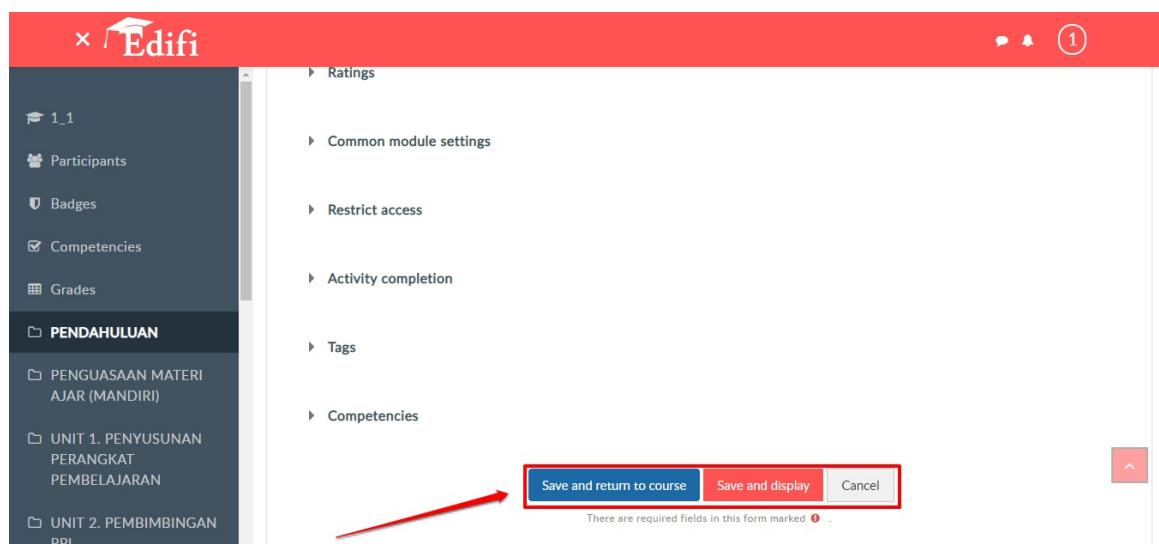 × Edifi
1
1_1
Participants
Badges
Competencies
Grades
PENDAHULUAN
PENGUASAAN MATERI
AJAR (MANDIRI)
UNIT 1. PENYUSUNAN
PERANGKAT
PEMBELAJARAN
UNIT 2. PEMBIMBINGAN
PPL
Ratings
Common module settings
Restrict access
Activity completion
Tags
Competencies
Save and return to course Save and display Cancel
There are required fields in this form marked .